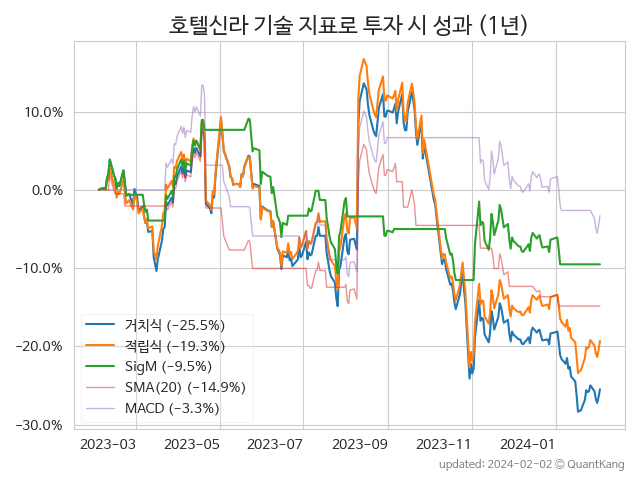 호텔신라 기술 지표로 투자 시 성과 (1년)
10.0%
0.0%
−10.0%
−20.0%
−30.0%
거치식 (−25.5%)
적립식 (−19.3%)
SigM (−9.5%)
SMA(20) (−14.9%)
MACD (−3.3%)
2023−03 2023−05 2023−07 2023−09 2023−11 2024−01
updated: 2024−02−02 © QuantKang